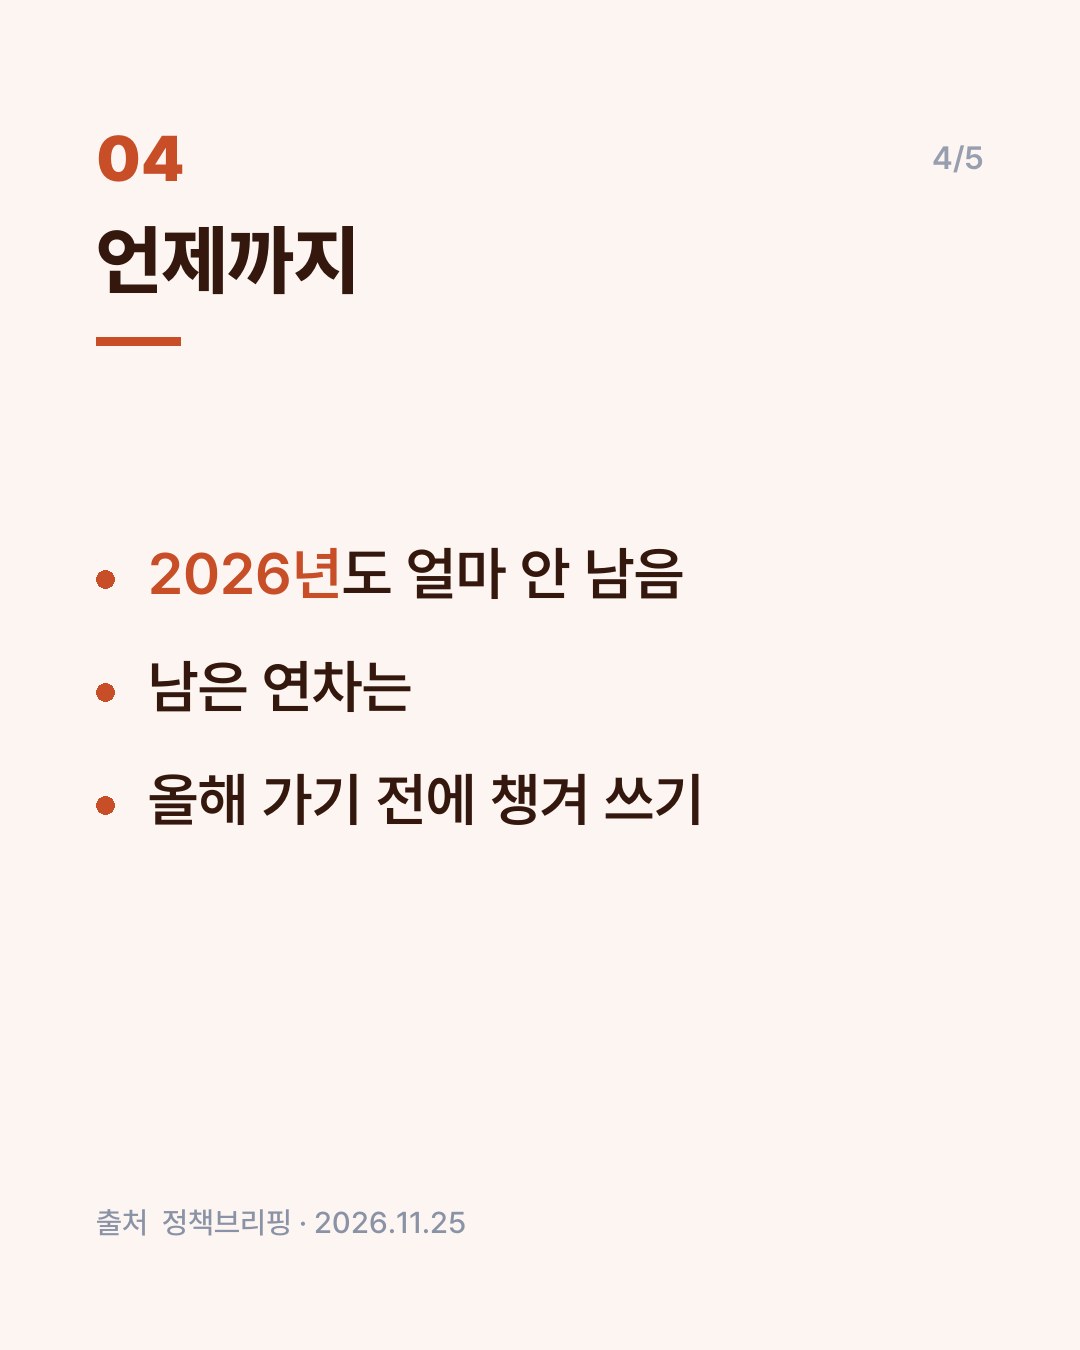 04
4/5
언제까지
• 2026년도 얼마 안 남음
• 남은 연차는
• 올해 가기 전에 챙겨 쓰기
출처 정책브리핑 · 2026.11.25